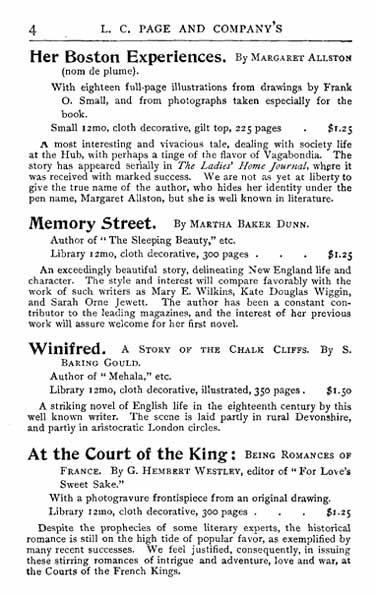 4 L. C. PAGE AND COMPANY'S
Her Boston Experiences. By MARGARET ALLSTON
(nom de plume).
With eighteen full-page illustrations from drawings by Frank
O. Small, and from photographs taken especially for the
book.
Small 12mo, cloth decorative, gilt top, 225 pages . $1.25
A most interesting and vivacious tale, dealing with society life
at the Hub, with perhaps a tinge of the flavor of Vagabondia. The
story has appeared serially in The Ladies' Home Journal, where it
was received with marked success. We are not as yet at liberty to
give the true name of the author, who hides her identity under the
pen name, Margaret Allston, but she is well known in literature.
Memory Street. By MARTHA BAKER DUNN.
Author of "The Sleeping Beauty," etc.
Library 12mo, cloth decorative, 300 pages . . . $1.25
An exceedingly beautiful story, delineating New England life and
character. The style and interest will compare favorably with the
work of such writers as Mary E. Wilkins, Kate Douglas Wiggin,
and Sarah Orne Jewett. The author has been a constant con-
tributor to the leading magazines, and the interest of her previous
work will assure welcome for her first novel.
Winifred. A STORY OF THE CHALK CLIFFS. By S.
BARING GOULD.
Author of "Mehala," etc.
Library 12mo, cloth decorative, illustrated, 350 pages . $1.50
A striking novel of English life in the eighteenth century by this
well known writer. The scene is laid partly in rural Devonshire,
and partly in aristocratic London circles.
At the Court of the King: BEING ROMANCES OF
FRANCE. By G. HEMBERT WESTLEY, editor of "For Love's
Sweet Sake."
With a photogravure frontispiece from an original drawing.
Library 12mo, cloth decorative, 300 pages . . . $1.25
Despite the prophecies of some literary experts, the historical
romance is still on the high tide of popular favor, as exemplified by
many recent successes. We feel justified, consequently, in issuing
these stirring romances of intrigue and adventure, love and war, at
the Courts of the French Kings.